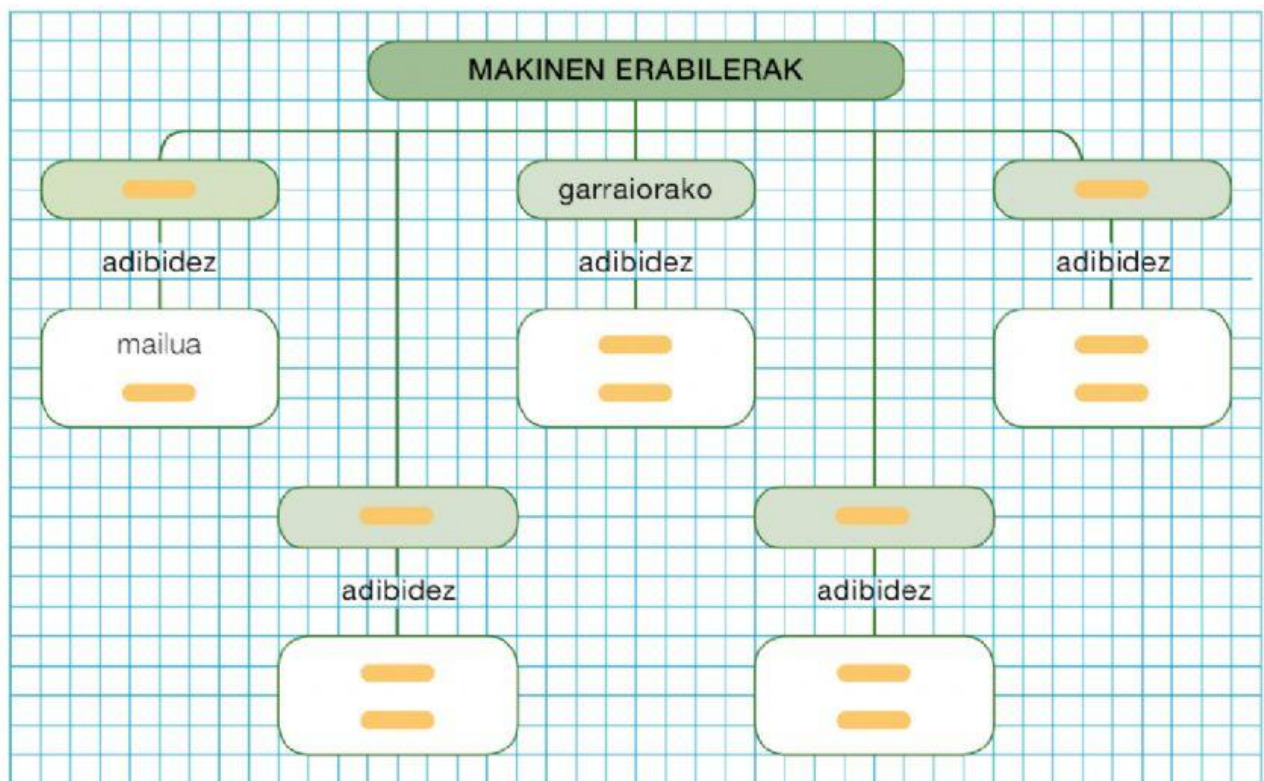 MAKINEN ERABILERAK
garraiorako
adibidez
adibidez
adibidez
mailua
adibidez
adibidez